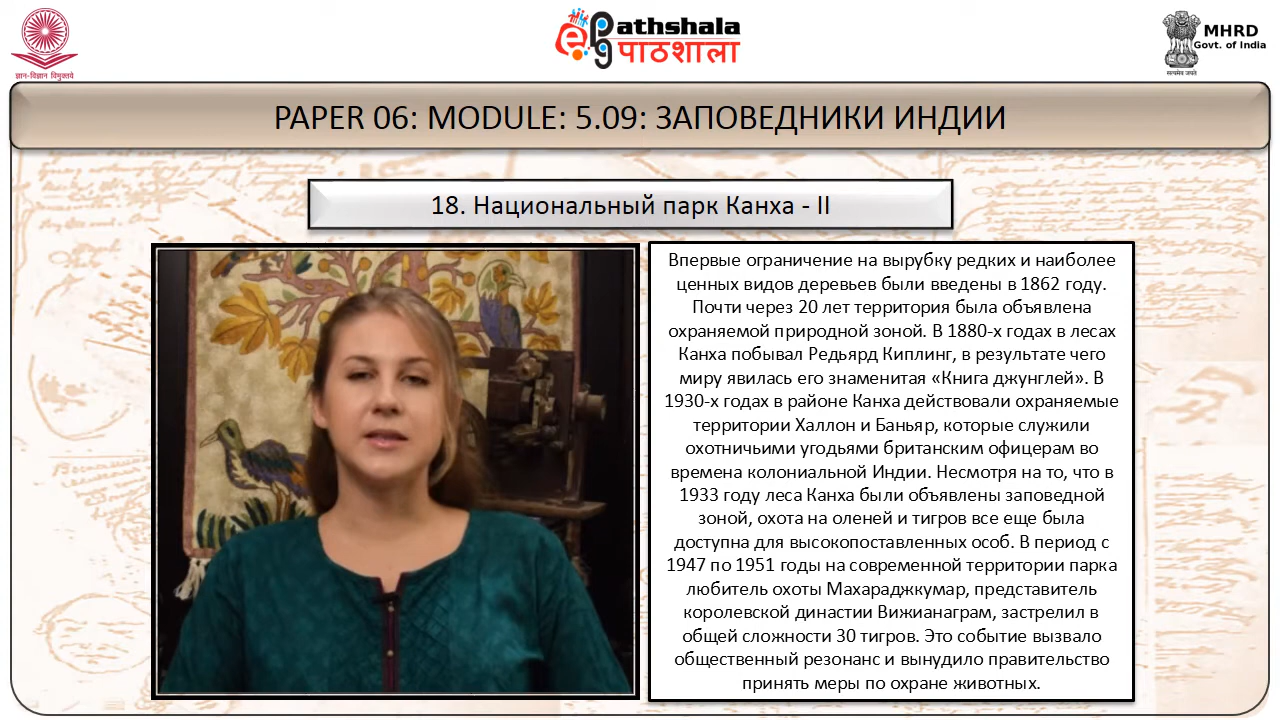 ज्ञान-विज्ञान विमुक्तये
e Pg Pathshala
पाठशाला
सत्यमेव जयते
MHRD
Govt. of India
PAPER 06: MODULE: 5.09: ЗАПОВЕДНИКИ ИНДИИ
18. Национальный парк Канха - II
Впервые ограничение на вырубку редких и наиболее
ценных видов деревьев были введены в 1862 году.
Почти через 20 лет территория была объявлена
охраняемой природной зоной. В 1880-х годах в лесах
Канха побывал Редьярд Киплинг, в результате чего
миру явилась его знаменитая «Книга джунглей». В
1930-х годах в районе Канха действовали охраняемые
территории Халлон и Баньяр, которые служили
охотничьими угодьями британским офицерам во
времена колониальной Индии. Несмотря на то, что в
1933 году леса Канха были объявлены заповедной
зоной, охота на оленей и тигров все еще была
доступна для высокопоставленных особ. В период с
1947 по 1951 годы на современной территории парка
любитель охоты Махараджкумар, представитель
королевской династии Вижианаграм, застрелил в
общей сложности 30 тигров. Это событие вызвало
общественный резонанс и вынудило правительство
принять меры по охране животных.